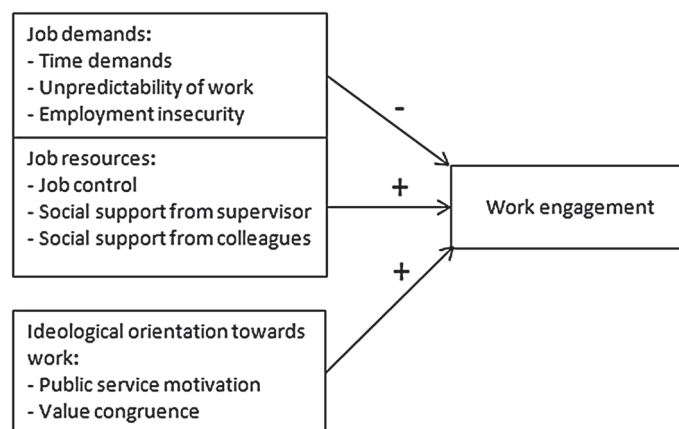 Job demands:
- Time demands
- Unpredictability of work
- Employment insecurity
Job resources:
- Job control
- Social support from supervisor
- Social support from colleagues
Ideological orientation towards
work:
- Public service motivation
- Value congruence
-
+
+
Work engagement